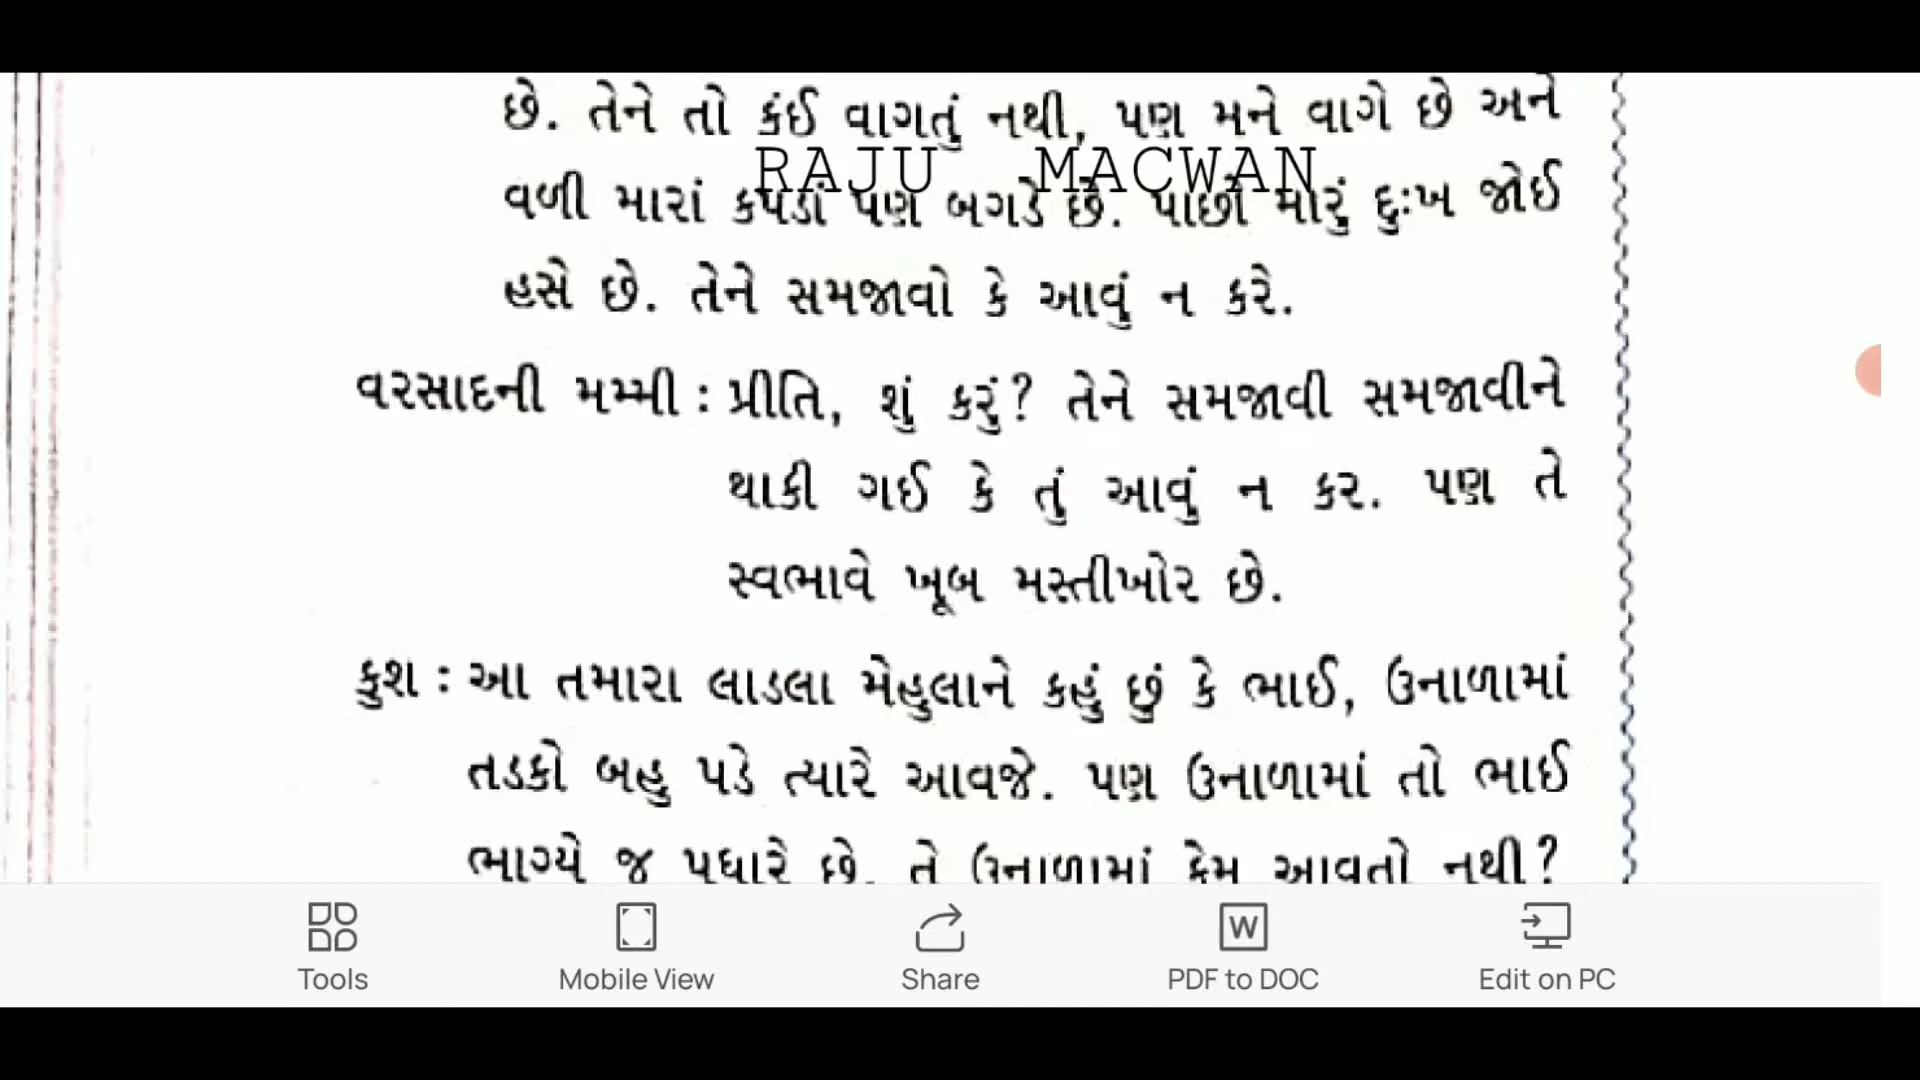 છે. તેને તો કંઈ વાગતું નથી, પણ મને વાગે છે અને
RAJU MACWAN
વળી મારાં કપડાં પણ બગડે છે. પાછો મારું દુઃખ જોઈ
હસે છે. તેને સમજાવો કે આવું ન કરે.
વરસાદની મમ્મી : પ્રીતિ, શું કરું? તેને સમજાવી સમજાવીને
થાકી ગઈ કે તું આવું ન કર. પણ તે
સ્વભાવે ખૂબ મસ્તીખોર છે.
કુશ : આ તમારા લાડલા મેહુલાને કહું છું કે ભાઈ, ઉનાળામાં
તડકો બહુ પડે ત્યારે આવજે. પણ ઉનાળામાં તો ભાઈ
ભાગ્યે જ પધારે છે. તે ઉનાળામાં કેમ આવતો નથી?
Tools
Mobile View
Share
PDF to DOC
Edit on PC